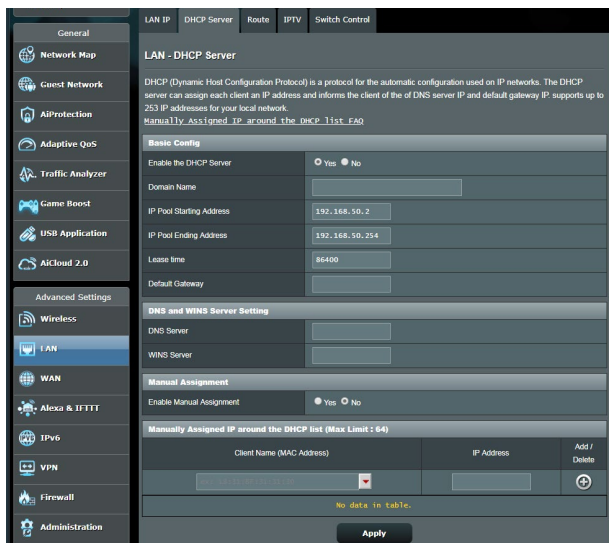 General
Network Map
Guest Network
AiProtection
Adaptive QoS
Traffic Analyzer
Game Boost
USB Application
AiCloud 2.0
Advanced Settings
Wireless
LAN
WAN
Alexa & IFTTT
IPv6
VPN
Firewall
Administration
LAN IP DHCP Server Route IPTV Switch Control
LAN - DHCP Server
DHCP (Dynamic Host Configuration Protocol) is a protocol for the automatic configuration used on IP networks. The DHCP
server can assign each client an IP address and informs the client of the of DNS server IP and default gateway IP. supports up to
253 IP addresses for your local network.
Manually Assigned IP around the DHCP list FAQ
Basic Config
Enable the DHCP Server Yes No
Domain Name
IP Pool Starting Address 192.168.50.2
IP Pool Ending Address 192.168.50.254
Lease time 86400
Default Gateway
DNS and WINS Server Setting
DNS Server
WINS Server
Manual Assignment
Enable Manual Assignment Yes No
Manually Assigned IP around the DHCP list (Max Limit : 64)
Client Name (MAC Address) IP Address Add / Delete
No data in table.
Apply